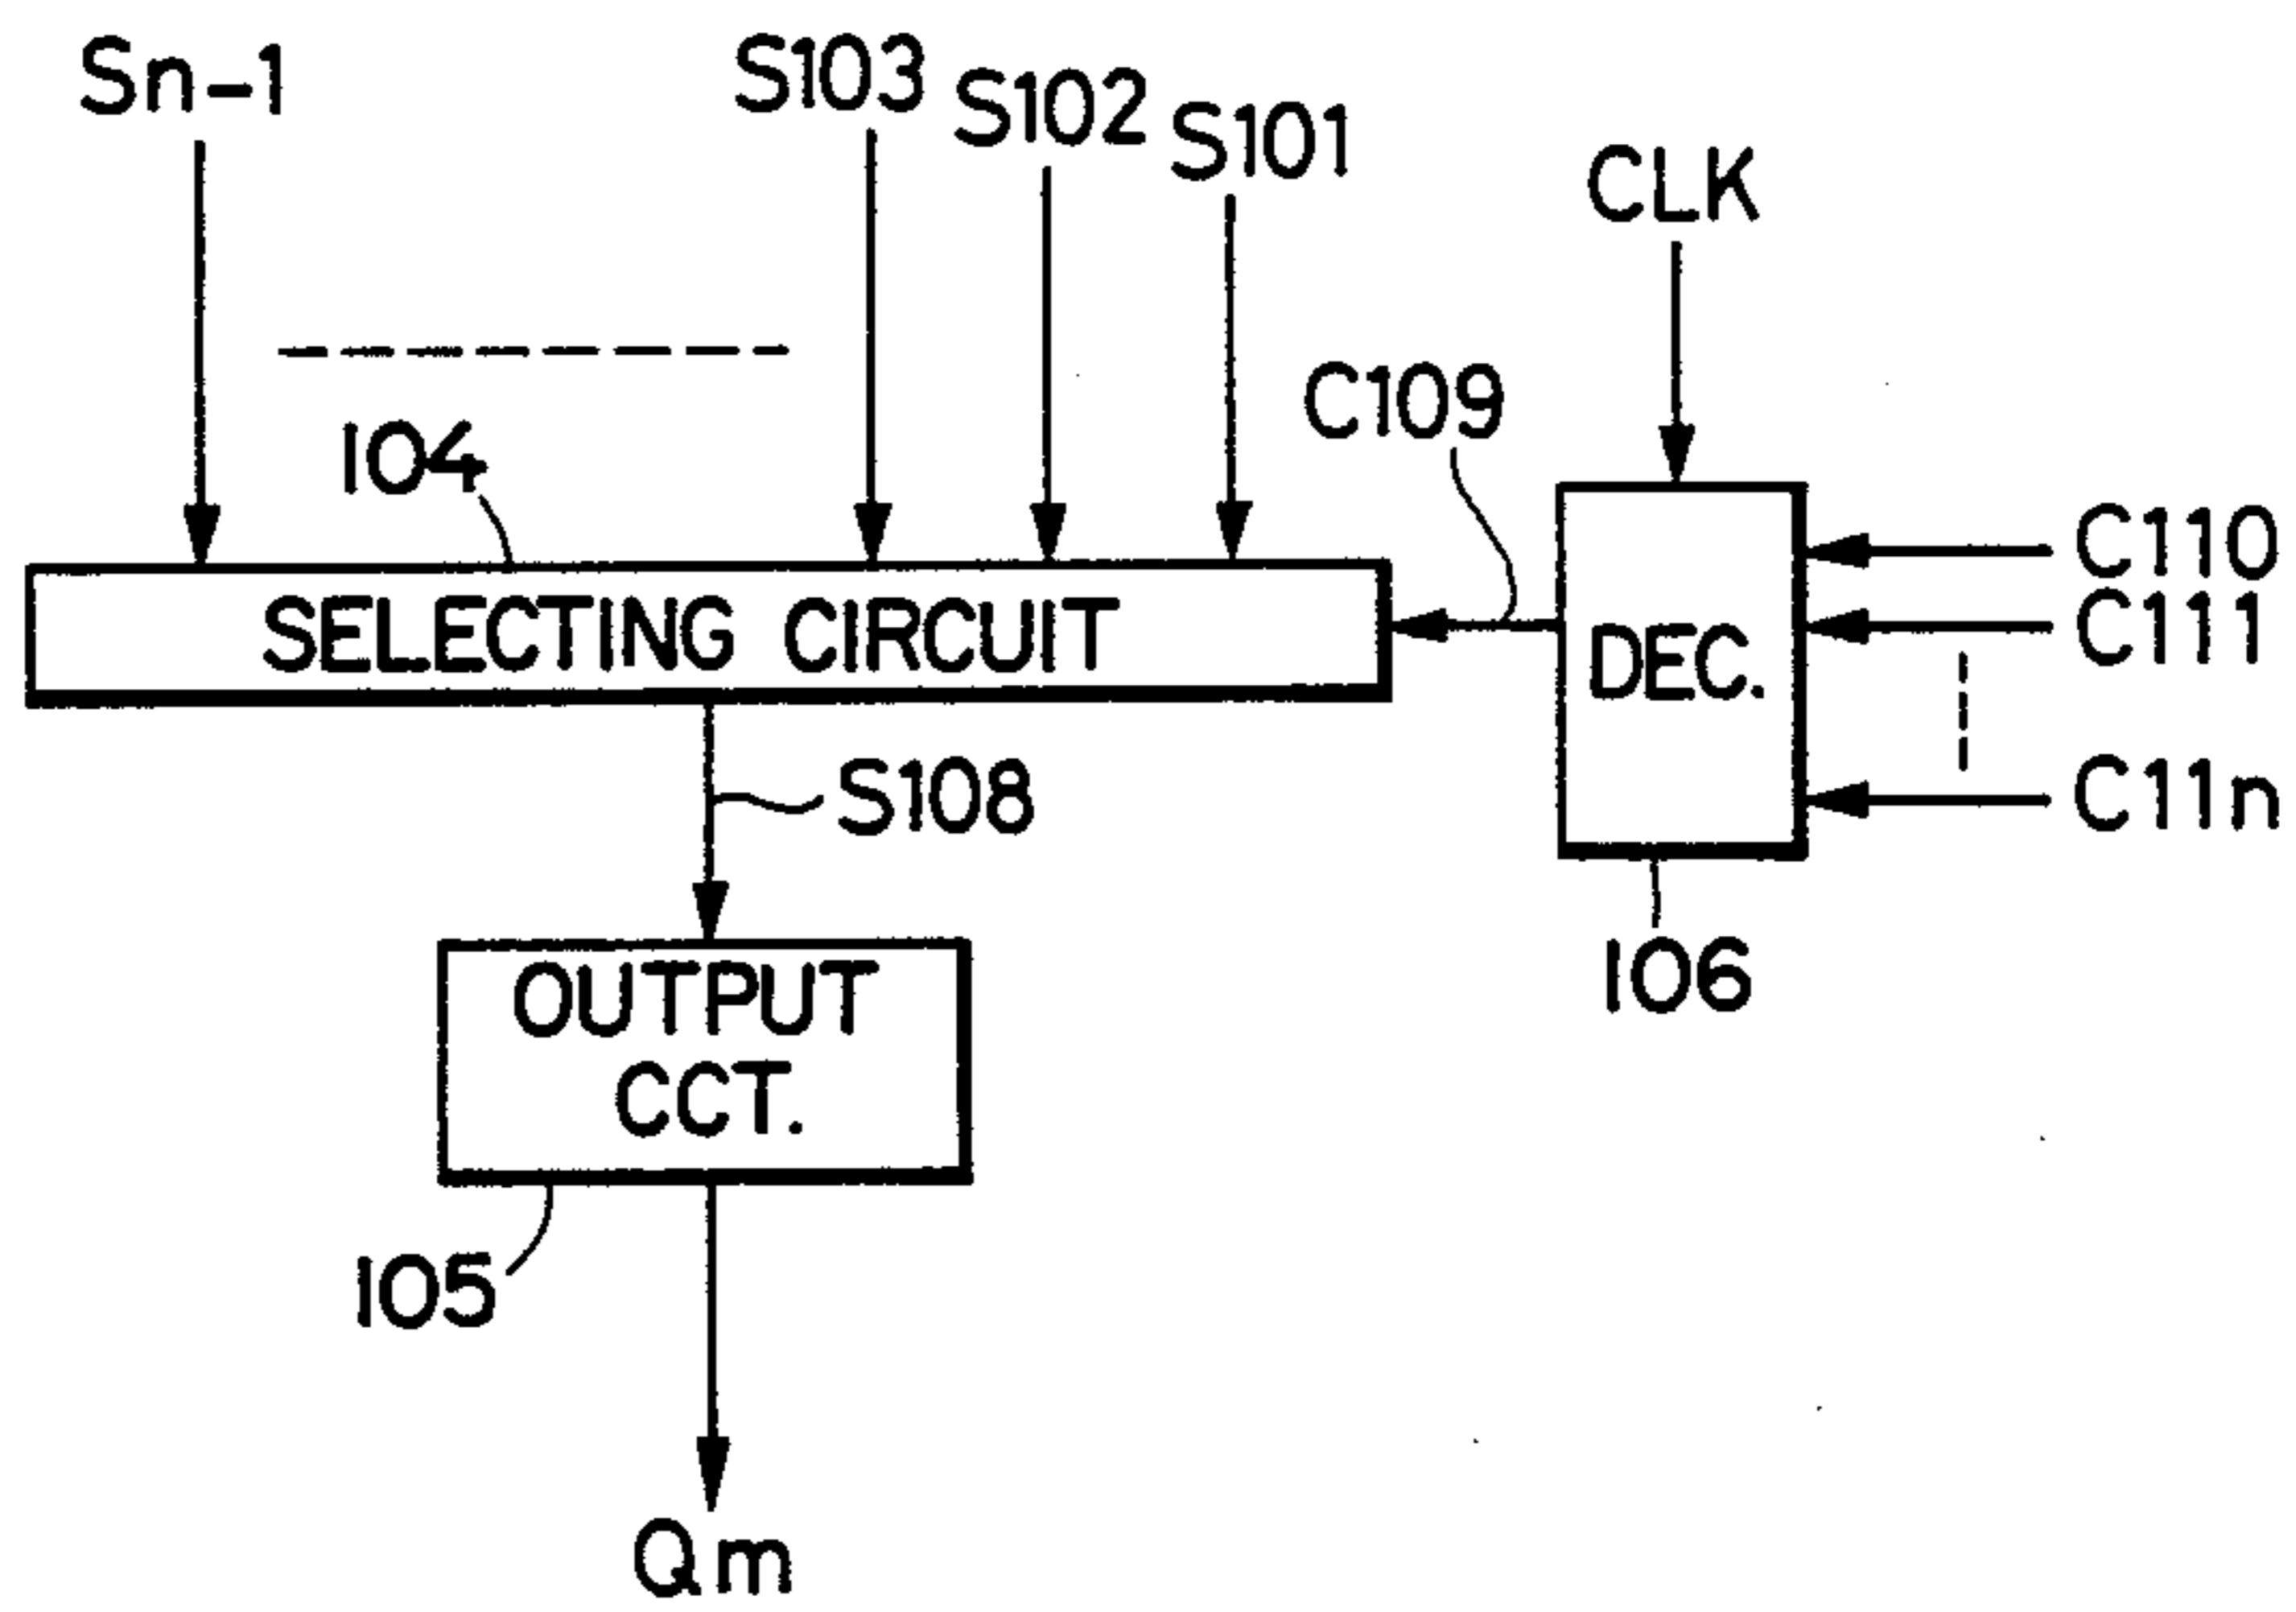 Sn-1
S103
S102
S101
CLK
C109
104
C110
SELECTING CIRCUIT
C111
DEC.
S108
C11n
106
OUTPUT
CCT.
105
Qm